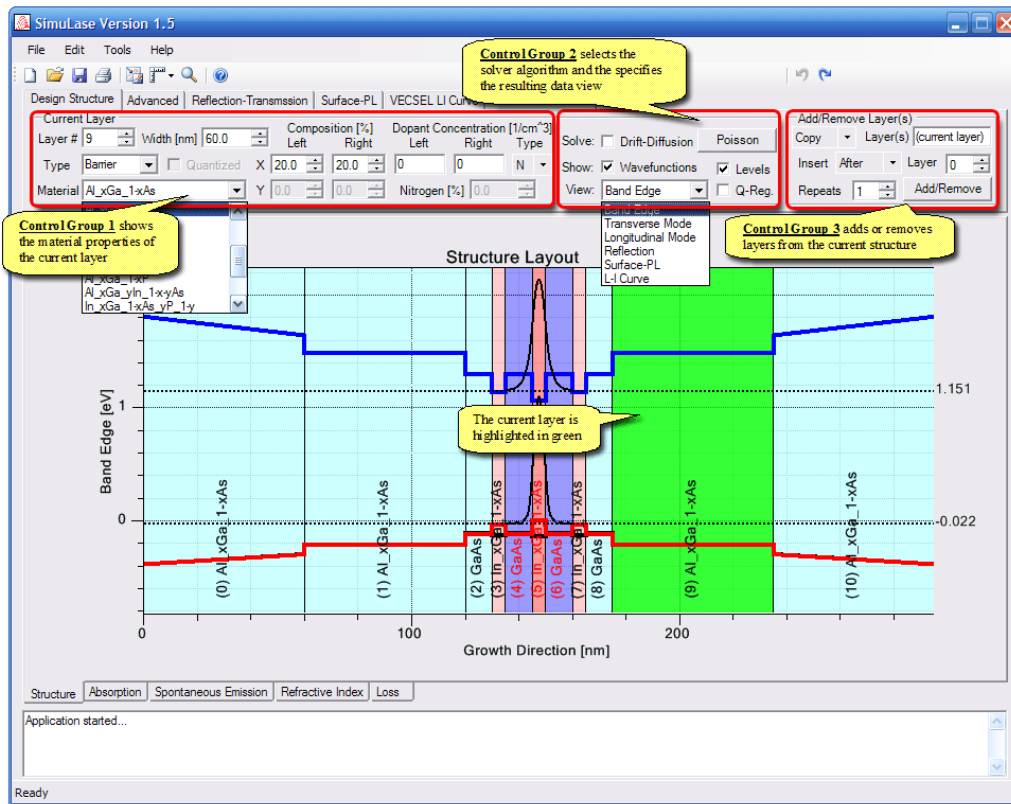 SimuLase Version 1.5
File Edit Tools Help
Control Group 2 selects the
solver algorithm and the specifies
the resulting data view
Design Structure Advanced Reflection-Transmssion Surface-PL VECSEL LI Curve
Current Layer
Layer # 9 Width [nm] 60.0
Composition [%]
Left Right
Dopant Concentration [1/cm^3]
Left Right Type
Type Barrier Quantized X 20.0 20.0 0 0 N
Material Al_xGa_1-xAs Y 0.0 0.0 Nitrogen [%] 0.0
Solve: Drift-Diffusion Poisson
Show: Wavefunctions Levels
View: Band Edge Q-Reg.
Band Edge
Transverse Mode
Longitudinal Mode
Reflection
Surface-PL
L-I Curve
Add/Remove Layer(s)
Copy Layer(s) (current layer)
Insert After Layer 0
Repeats 1 Add/Remove
Control Group 1 shows
the material properties of
the current layer
Al_xGa_1-xP
Al_xGa_yIn_1-x-yAs
In_xGa_1-xAs_yP_1-y
Control Group 3 adds or removes
layers from the current structure
Structure Layout
Band Edge [eV]
1
0
1.151
-0.022
The current layer is
highlighted in green
(0) Al_xGa_1-xAs
(1) Al_xGa_1-xAs
(2) GaAs
(3) In_xGa_1-xAs
(4) GaAs
(5) In_xGa_1-xAs
(6) GaAs
(7) In_xGa_1-xAs
(8) GaAs
(9) Al_xGa_1-xAs
(10) Al_xGa_1-xAs
0 100 200
Growth Direction [nm]
Structure Absorption Spontaneous Emission Refractive Index Loss
Application started...
Ready